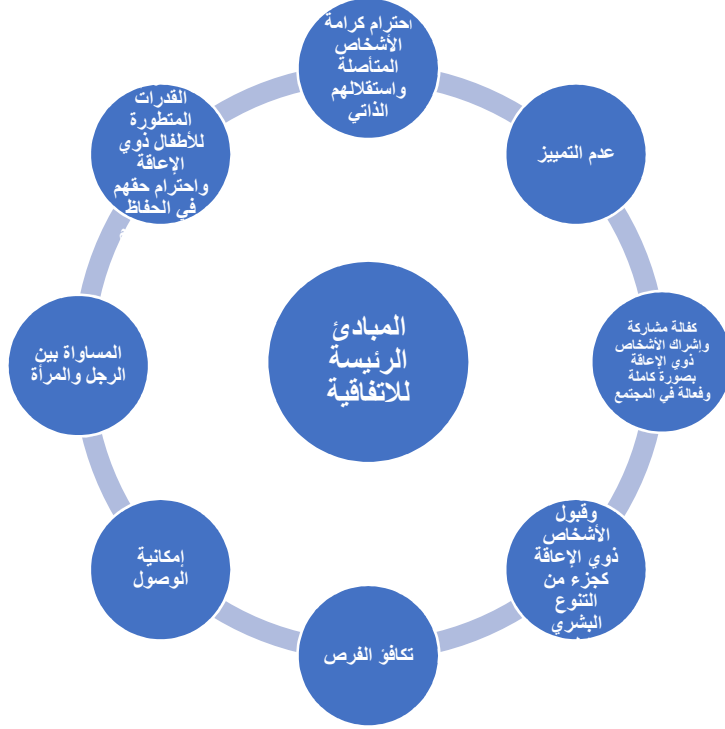 احترام كرامة
الأشخاص
المتأصلة
واستقلالهم
الذاتي
عدم التمييز
كفالة مشاركة
وإشراك الأشخاص
ذوي الإعاقة
بصورة كاملة
وفعالة في المجتمع
وقبول
الأشخاص
ذوي الإعاقة
كجزء من
التنوع
البشري
تكافؤ الفرص
إمكانية
الوصول
المساواة بين
الرجل والمرأة
القدرات
المتطورة
للأطفال ذوي
الإعاقة
واحترام حقهم
في الحفاظ
المبادئ
الرئيسة
للاتفاقية